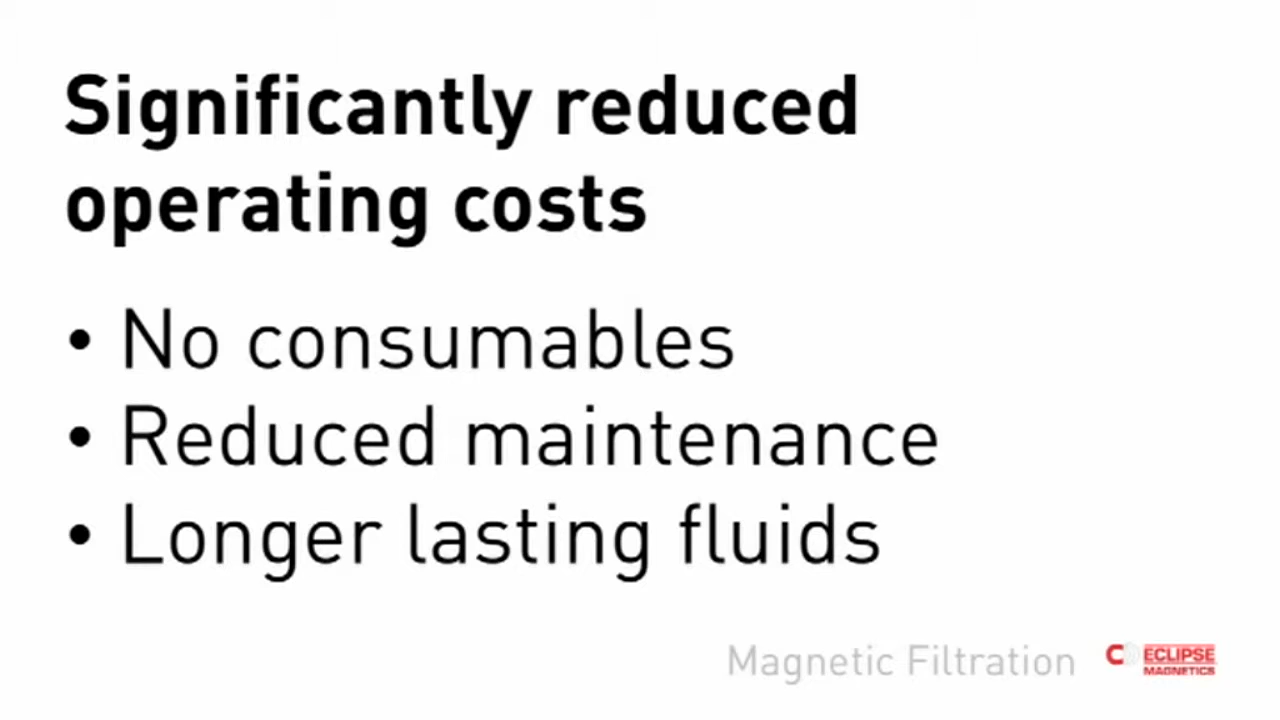 Significantly reduced
operating costs
• No consumables
• Reduced maintenance
• Longer lasting fluids
Magnetic Filtration
ECLIPSE
MAGNETICS